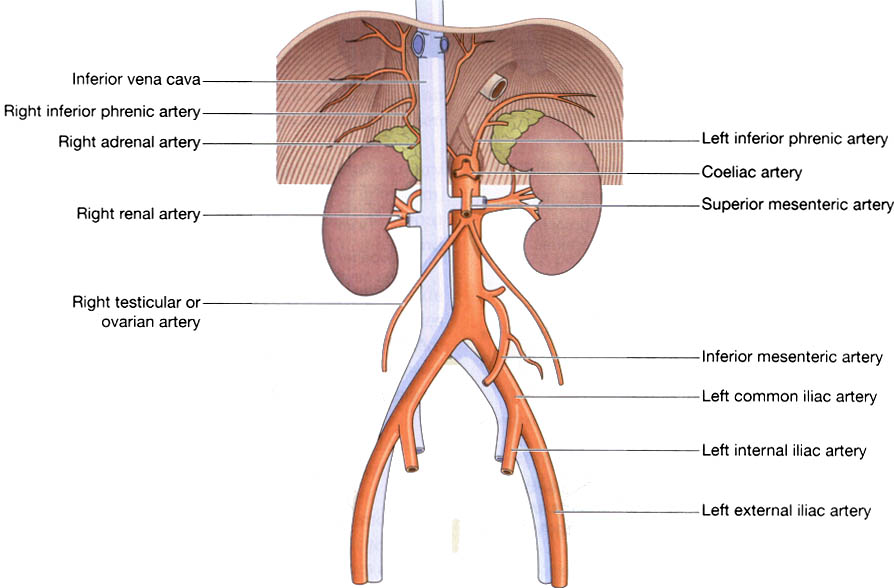 Inferior vena cava
Right inferior phrenic artery
Right adrenal artery
Right renal artery
Right testicular or
ovarian artery
Left inferior phrenic artery
Coeliac artery
Superior mesenteric artery
Inferior mesenteric artery
Left common iliac artery
Left internal iliac artery
Left external iliac artery